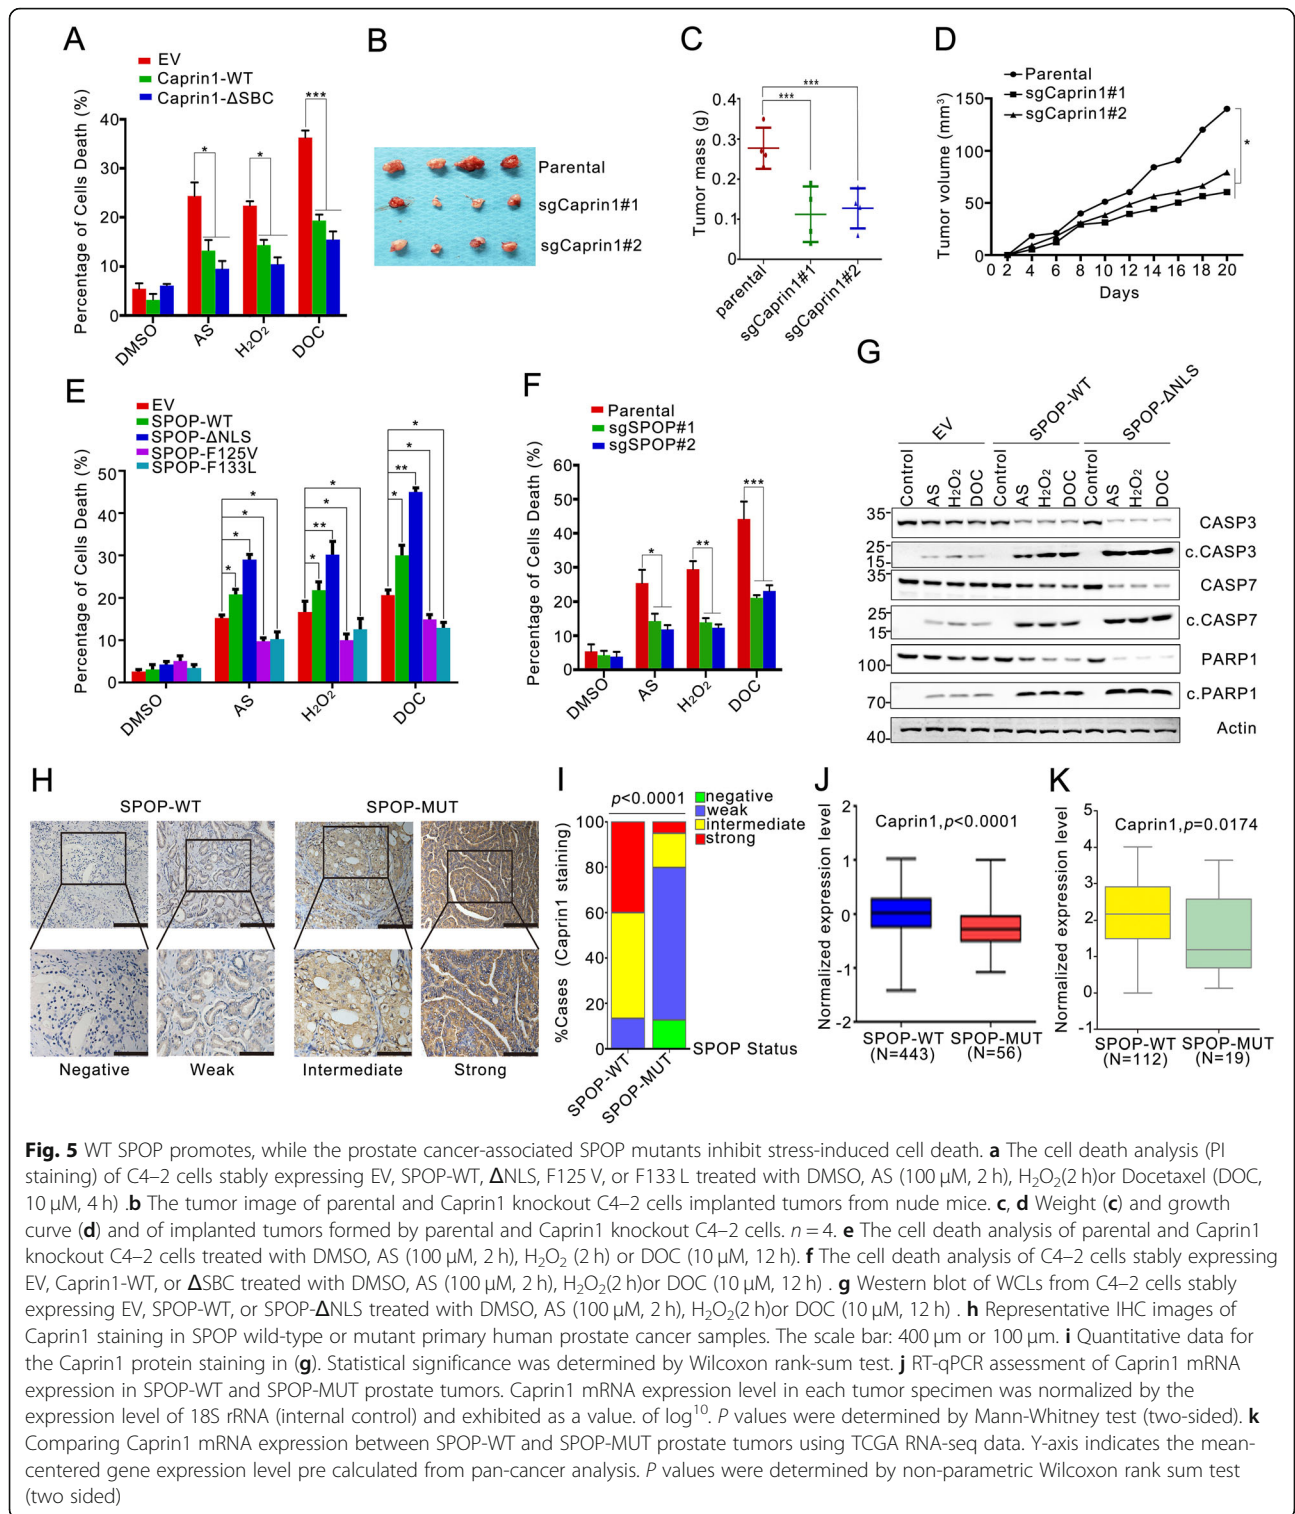 A
EV
Caprin1-WT
Caprin1-ΔSBC
Percentage of Cells Death (%)
40
30
20
10
0
***
*
*
DMSO
AS
H2O2
DOC
B
Parental
sgCaprin1#1
sgCaprin1#2
C
Tumor mass (g)
0.4
0.3
0.2
0.1
0
***
***
parental
sgCaprin1#1
sgCaprin1#2
D
Parental
sgCaprin1#1
sgCaprin1#2
Tumor volume (mm³)
150
100
50
0
*
0 2 4 6 8 10 12 14 16 18 20
Days
E
EV
SPOP-WT
SPOP-ΔNLS
SPOP-F125V
SPOP-F133L
Percentage of Cells Death (%)
50
40
30
20
10
0
*
*
*
*
*
*
**
*
*
*
**
*
DMSO
AS
H2O2
DOC
F
Parental
sgSPOP#1
sgSPOP#2
Percentage of Cells Death (%)
60
50
40
30
20
10
0
*
**
***
DMSO
AS
H2O2
DOC
G
EV
SPOP-WT
SPOP-ΔNLS
Control AS H2O2 DOC Control AS H2O2 DOC Control AS H2O2 DOC
35 CASP3
25
15 c.CASP3
35 CASP7
25
15 c.CASP7
100 PARP1
70 c.PARP1
40 Actin
H
SPOP-WT
SPOP-MUT
Negative
Weak
Intermediate
Strong
I
p<0.0001
negative
weak
intermediate
strong
%Cases (Caprin1 staining)
100
80
60
40
20
0
SPOP Status
SPOP-WT
SPOP-MUT
J
Normalized expression level
2
1
0
-1
-2
Caprin1,p<0.0001
SPOP-WT
(N=443)
SPOP-MUT
(N=56)
K
Normalized expression level
5
4
3
2
1
0
-1
Caprin1,p=0.0174
SPOP-WT
(N=112)
SPOP-MUT
(N=19)
Fig. 5 WT SPOP promotes, while the prostate cancer-associated SPOP mutants inhibit stress-induced cell death. a The cell death analysis (PI
staining) of C4–2 cells stably expressing EV, SPOP-WT, ΔNLS, F125 V, or F133 L treated with DMSO, AS (100 μM, 2 h), H2O2(2 h)or Docetaxel (DOC,
10 μM, 4 h) .b The tumor image of parental and Caprin1 knockout C4–2 cells implanted tumors from nude mice. c, d Weight (c) and growth
curve (d) and of implanted tumors formed by parental and Caprin1 knockout C4–2 cells. n = 4. e The cell death analysis of parental and Caprin1
knockout C4–2 cells treated with DMSO, AS (100 μM, 2 h), H2O2 (2 h) or DOC (10 μM, 12 h). f The cell death analysis of C4–2 cells stably expressing
EV, Caprin1-WT, or ΔSBC treated with DMSO, AS (100 μM, 2 h), H2O2(2 h)or DOC (10 μM, 12 h) . g Western blot of WCLs from C4–2 cells stably
expressing EV, SPOP-WT, or SPOP-ΔNLS treated with DMSO, AS (100 μM, 2 h), H2O2(2 h)or DOC (10 μM, 12 h) . h Representative IHC images of
Caprin1 staining in SPOP wild-type or mutant primary human prostate cancer samples. The scale bar: 400 μm or 100 μm. i Quantitative data for
the Caprin1 protein staining in (g). Statistical significance was determined by Wilcoxon rank-sum test. j RT-qPCR assessment of Caprin1 mRNA
expression in SPOP-WT and SPOP-MUT prostate tumors. Caprin1 mRNA expression level in each tumor specimen was normalized by the
expression level of 18S rRNA (internal control) and exhibited as a value. of log¹⁰. P values were determined by Mann-Whitney test (two-sided). k
Comparing Caprin1 mRNA expression between SPOP-WT and SPOP-MUT prostate tumors using TCGA RNA-seq data. Y-axis indicates the mean-
centered gene expression level pre calculated from pan-cancer analysis. P values were determined by non-parametric Wilcoxon rank sum test
(two sided)